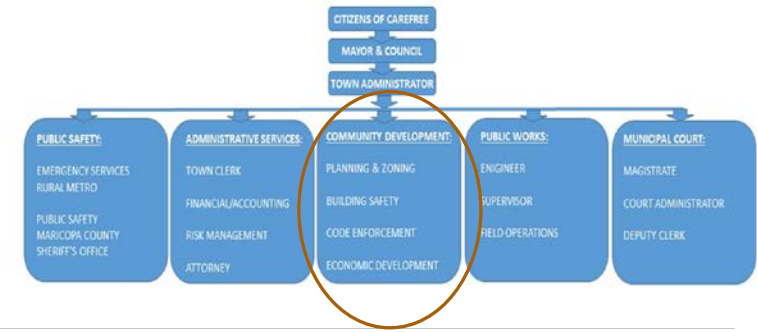 CITIZENS OF CAREFREE
MAYOR & COUNCIL
TOWN ADMINISTRATOR
PUBLIC SAFETY:
EMERGENCY SERVICES
RURAL METRO
PUBLIC SAFETY
MARICOPA COUNTY
SHERIFF'S OFFICE
ADMINISTRATIVE SERVICES:
TOWN CLERK
FINANCIAL/ACCOUNTING
RISK MANAGEMENT
ATTORNEY
COMMUNITY DEVELOPMENT:
PLANNING & ZONING
BUILDING SAFETY
CODE ENFORCEMENT
ECONOMIC DEVELOPMENT
PUBLIC WORKS:
ENIGINEER
SUPERVISOR
FIELD OPERATIONS
MUNICIPAL COURT:
MAGISTRATE
COURT ADMINISTRATOR
DEPUTY CLERK